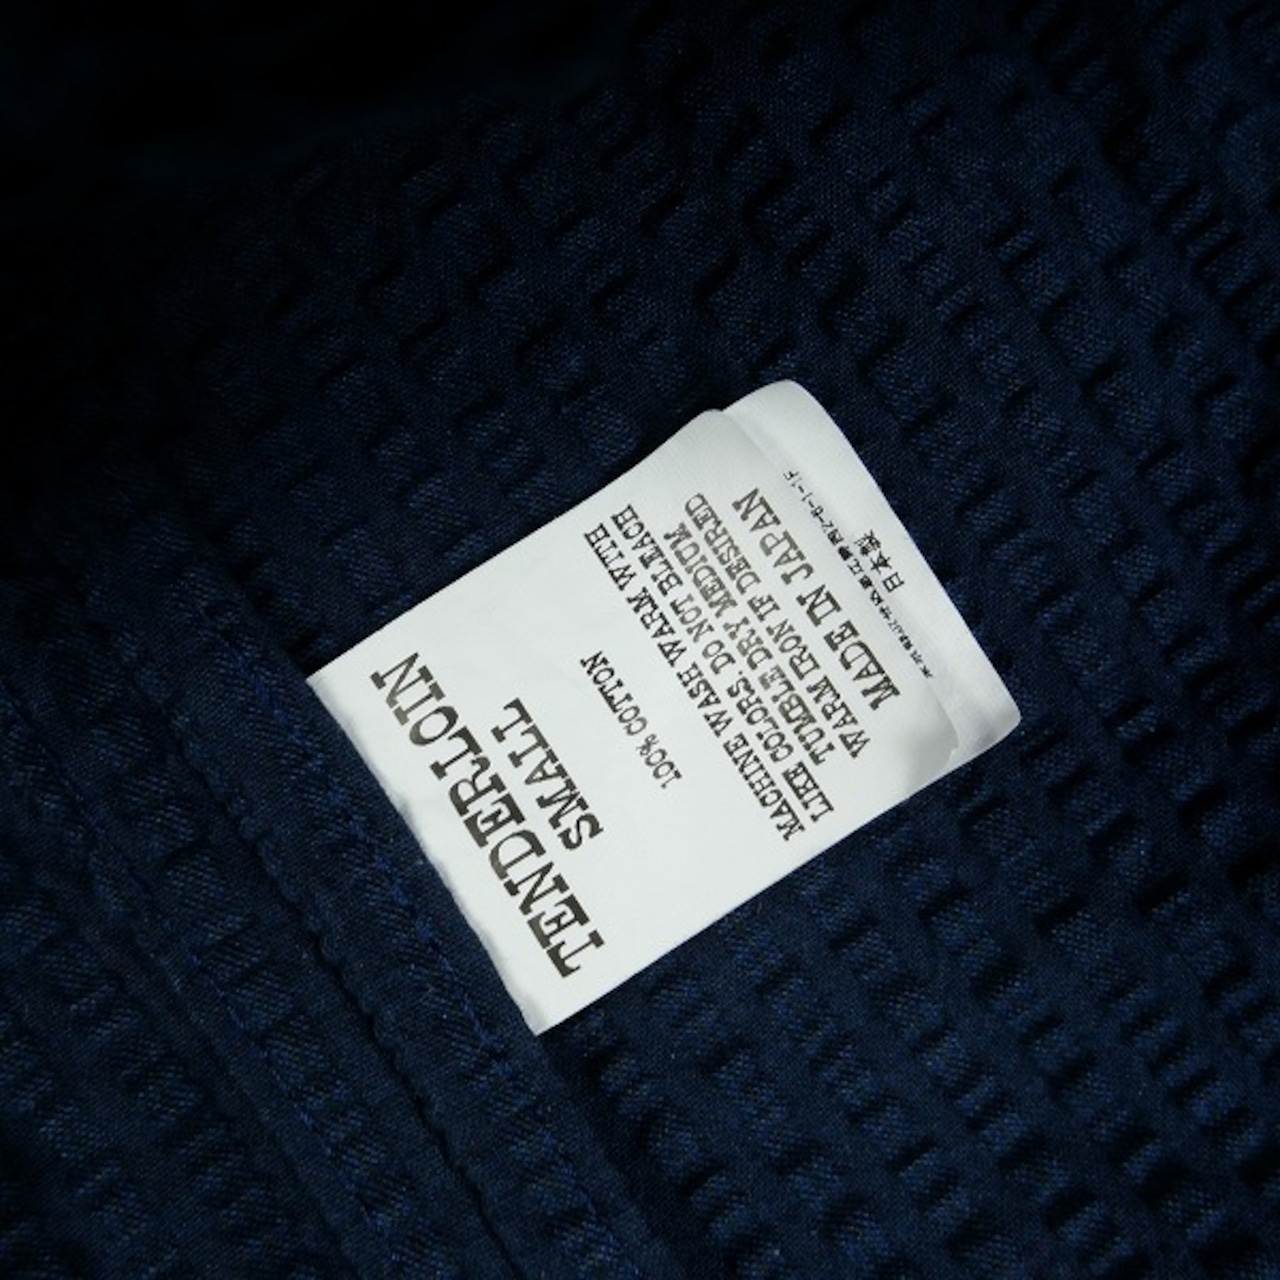 TENDERLOIN
SMALL
100% COTTON
MACHINE WASH WARM WITH
LIKE COLORS. DO NOT BLEACH
TUMBLE DRY MEDIUM
WARM IRON IF DESIRED
MADE IN JAPAN
日本製